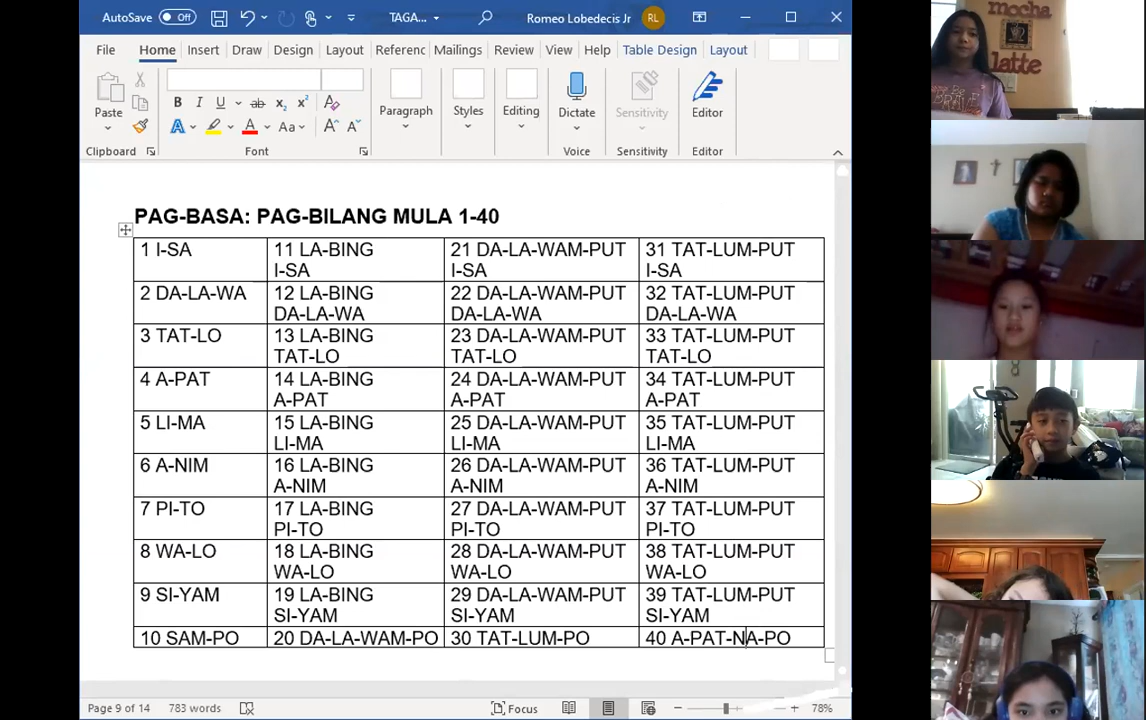 AutoSave Off TAGA... Romeo Lobedecis Jr RL
File Home Insert Draw Design Layout Referenc Mailings Review View Help Table Design Layout
Paste Paragraph Styles Editing Dictate Sensitivity Editor
Clipboard Font Voice Sensitivity Editor
PAG-BASA: PAG-BILANG MULA 1-40
1 I-SA
11 LA-BING
I-SA
21 DA-LA-WAM-PUT
I-SA
31 TAT-LUM-PUT
I-SA
2 DA-LA-WA
12 LA-BING
DA-LA-WA
22 DA-LA-WAM-PUT
DA-LA-WA
32 TAT-LUM-PUT
DA-LA-WA
3 TAT-LO
13 LA-BING
TAT-LO
23 DA-LA-WAM-PUT
TAT-LO
33 TAT-LUM-PUT
TAT-LO
4 A-PAT
14 LA-BING
A-PAT
24 DA-LA-WAM-PUT
A-PAT
34 TAT-LUM-PUT
A-PAT
5 LI-MA
15 LA-BING
LI-MA
25 DA-LA-WAM-PUT
LI-MA
35 TAT-LUM-PUT
LI-MA
6 A-NIM
16 LA-BING
A-NIM
26 DA-LA-WAM-PUT
A-NIM
36 TAT-LUM-PUT
A-NIM
7 PI-TO
17 LA-BING
PI-TO
27 DA-LA-WAM-PUT
PI-TO
37 TAT-LUM-PUT
PI-TO
8 WA-LO
18 LA-BING
WA-LO
28 DA-LA-WAM-PUT
WA-LO
38 TAT-LUM-PUT
WA-LO
9 SI-YAM
19 LA-BING
SI-YAM
29 DA-LA-WAM-PUT
SI-YAM
39 TAT-LUM-PUT
SI-YAM
10 SAM-PO
20 DA-LA-WAM-PO
30 TAT-LUM-PO
40 A-PAT-NA-PO
Page 9 of 14 783 words Focus 78%
mocha
latte
BRAVE